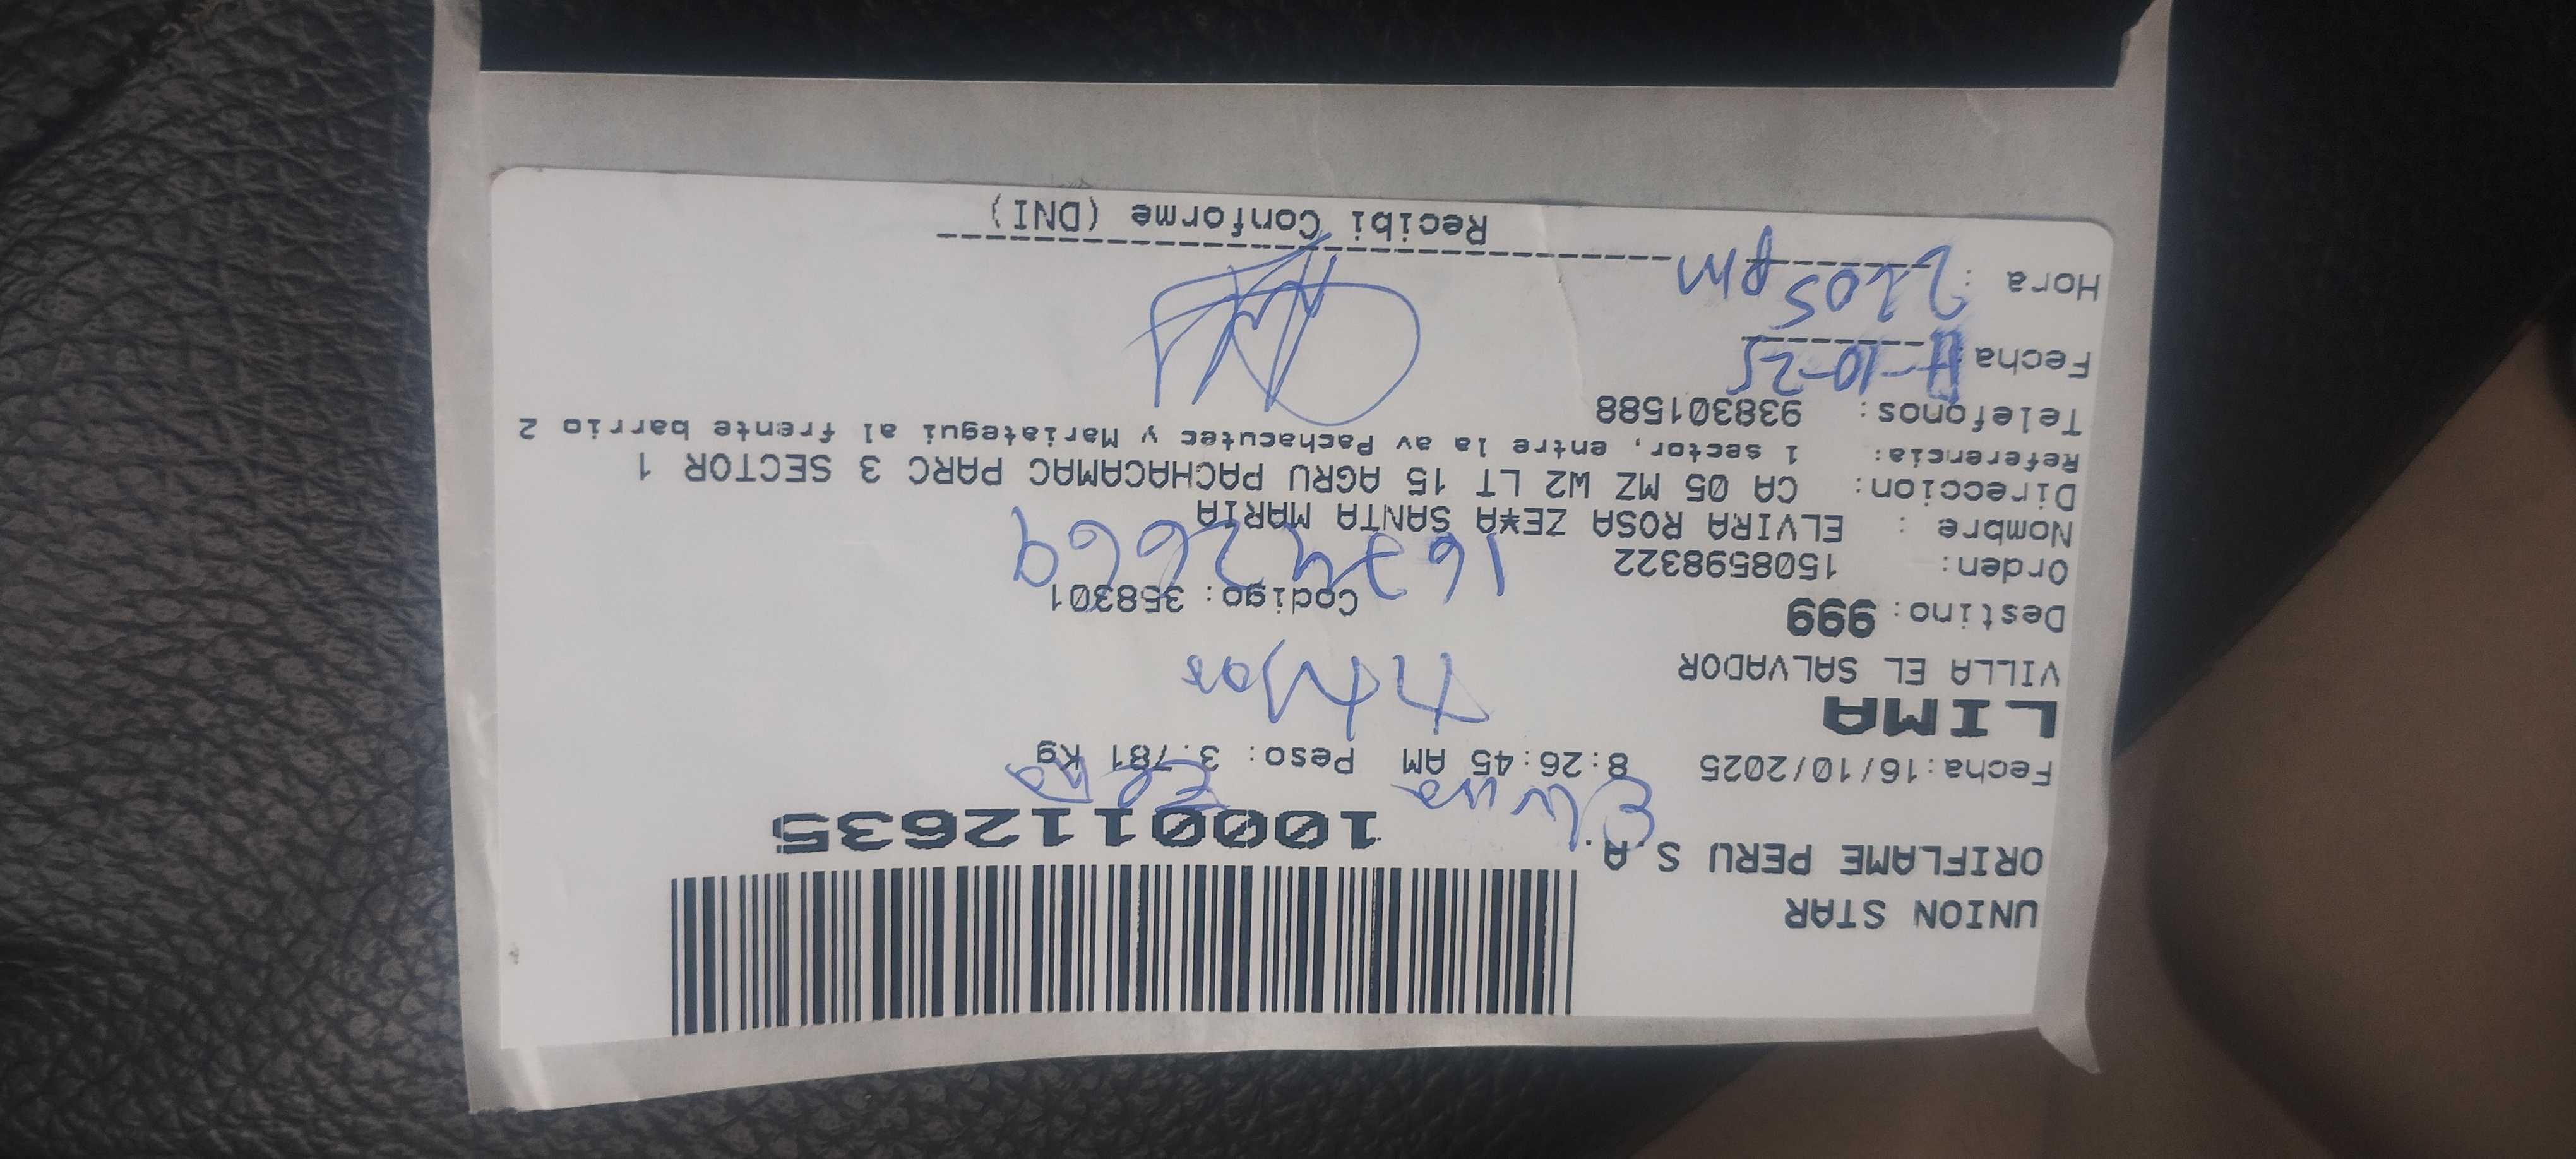 UNION STAR
ORIFLAME PERU S.A.
1000112635
Elvira
Fecha:16/10/2025 8:26:45 AM Peso: 3.781 Kg
LIMA
VILLA EL SALVADOR
Destino: 999 Codigo: 358301
Orden: 1508598322
Nombre : ELVIRA ROSA ZE¥A SANTA MARIA
Direccion: CA 05 MZ W2 LT 15 AGRU PACHACAMAC PARC 3 SECTOR 1
Referencia: 1 sector, entre la av Pachacutec y Mariategui al frente barrio 2
Telefonos: 938301588
Fecha -10-25
Hora : 2:05 pm
Recibi Conforme (DNI)